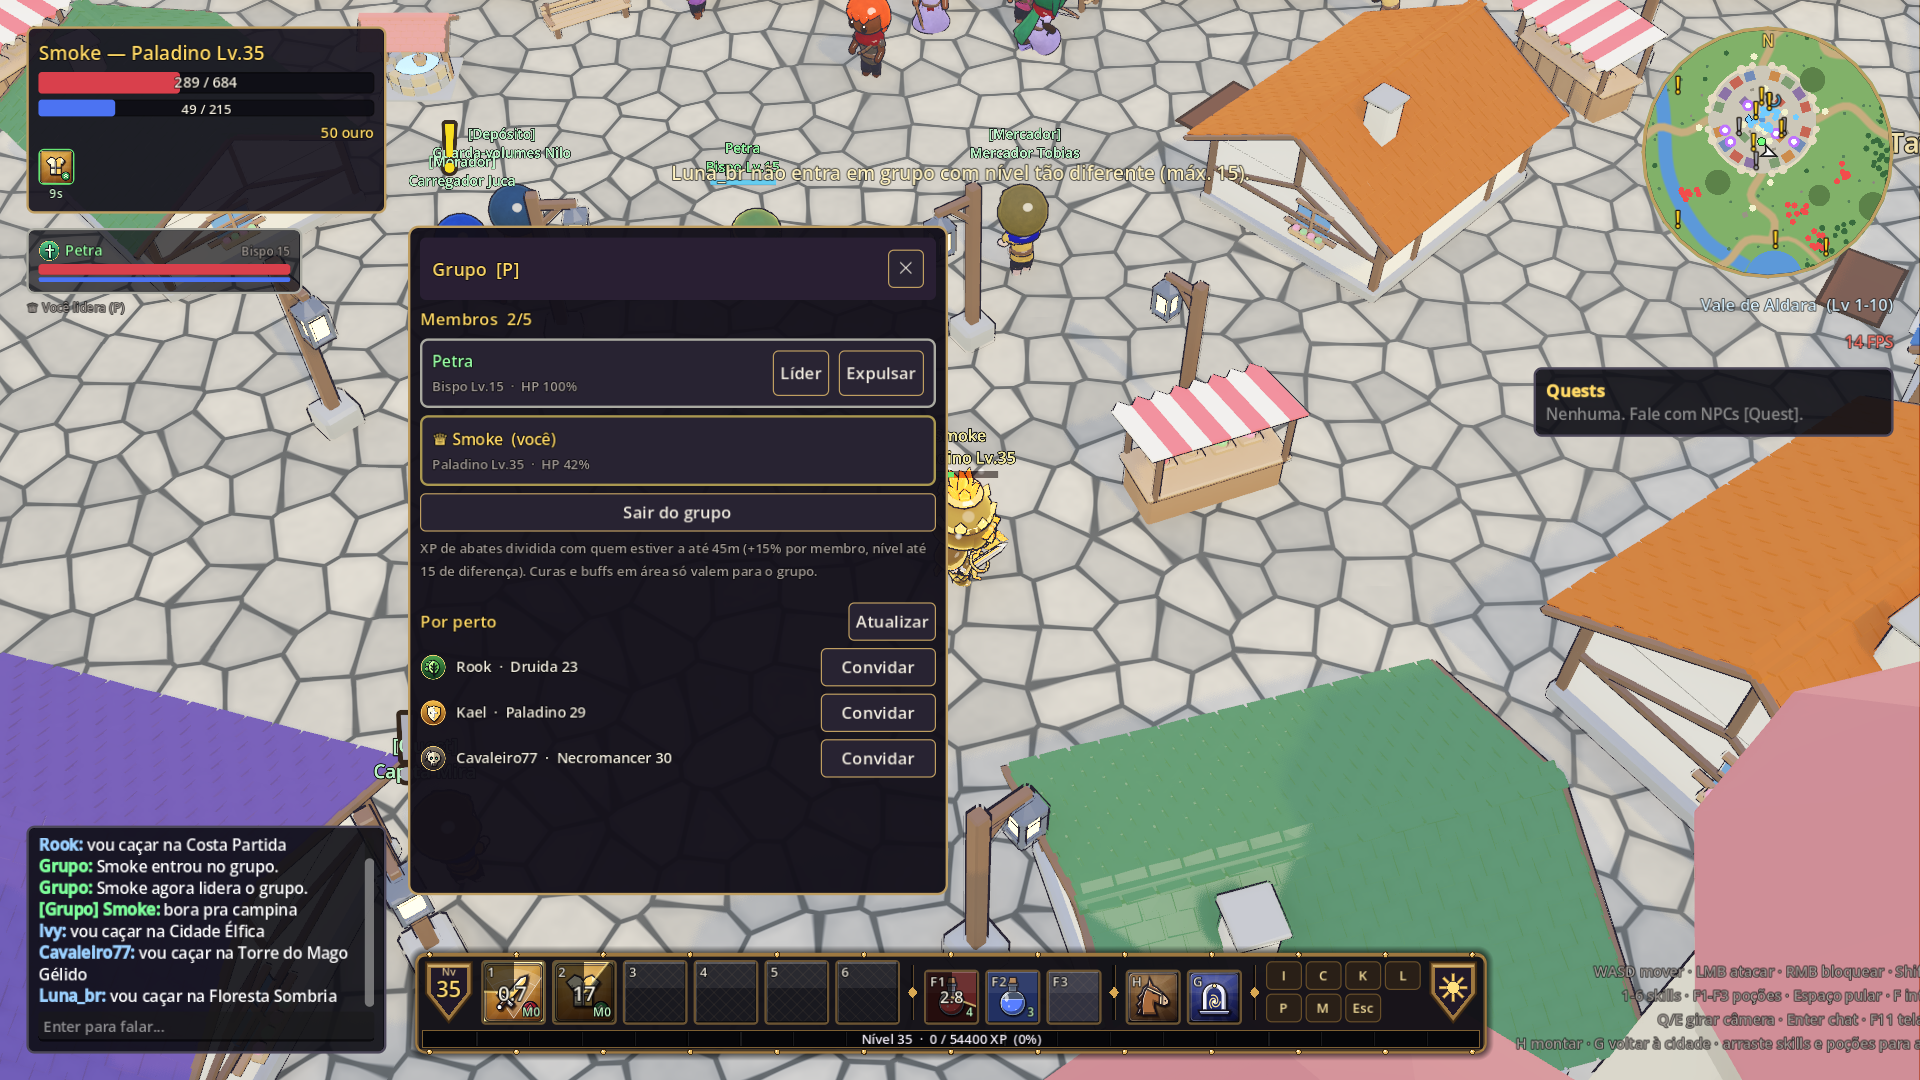 Smoke — Paladino Lv.35
289 / 684
49 / 215
50 ouro
9s
Petra
Bispo 15
Você lidera (P)
[Depósito]
Guarda-volumes Nilo
[Morador]
Carregador Juca
Petra
Bispo Lv.15
[Mercador]
Mercador Tobias
Luna_br não entra em grupo com nível tão diferente (máx. 15).
N
Vale de Aldara (Lv 1-10)
14 FPS
Quests
Nenhuma. Fale com NPCs [Quest].
Grupo [P]
Membros 2/5
Petra
Bispo Lv.15 · HP 100%
Líder
Expulsar
Smoke (você)
Paladino Lv.35 · HP 42%
Sair do grupo
XP de abates dividida com quem estiver a até 45m (+15% por membro, nível até
15 de diferença). Curas e buffs em área só valem para o grupo.
Por perto
Atualizar
Rook · Druida 23
Convidar
Kael · Paladino 29
Convidar
Cavaleiro77 · Necromancer 30
Convidar
Rook: vou caçar na Costa Partida
Grupo: Smoke entrou no grupo.
Grupo: Smoke agora lidera o grupo.
[Grupo] Smoke: bora pra campina
Ivy: vou caçar na Cidade Élfica
Cavaleiro77: vou caçar na Torre do Mago
Gélido
Luna_br: vou caçar na Floresta Sombria
Enter para falar...
Nv
35
1
0.7
M0
2
17
M0
3
4
5
6
F1
2.8
4
F2
3
F3
H
G
I
C
K
L
P
M
Esc
Nível 35 · 0 / 54400 XP (0%)
WASD mover · LMB atacar · RMB bloquear · Shi
1-6 skills · F1-F3 poções · Espaço pular · F in
Q/E girar câmera · Enter chat · F11 tel
H montar · G voltar à cidade · arraste skills e poções para a